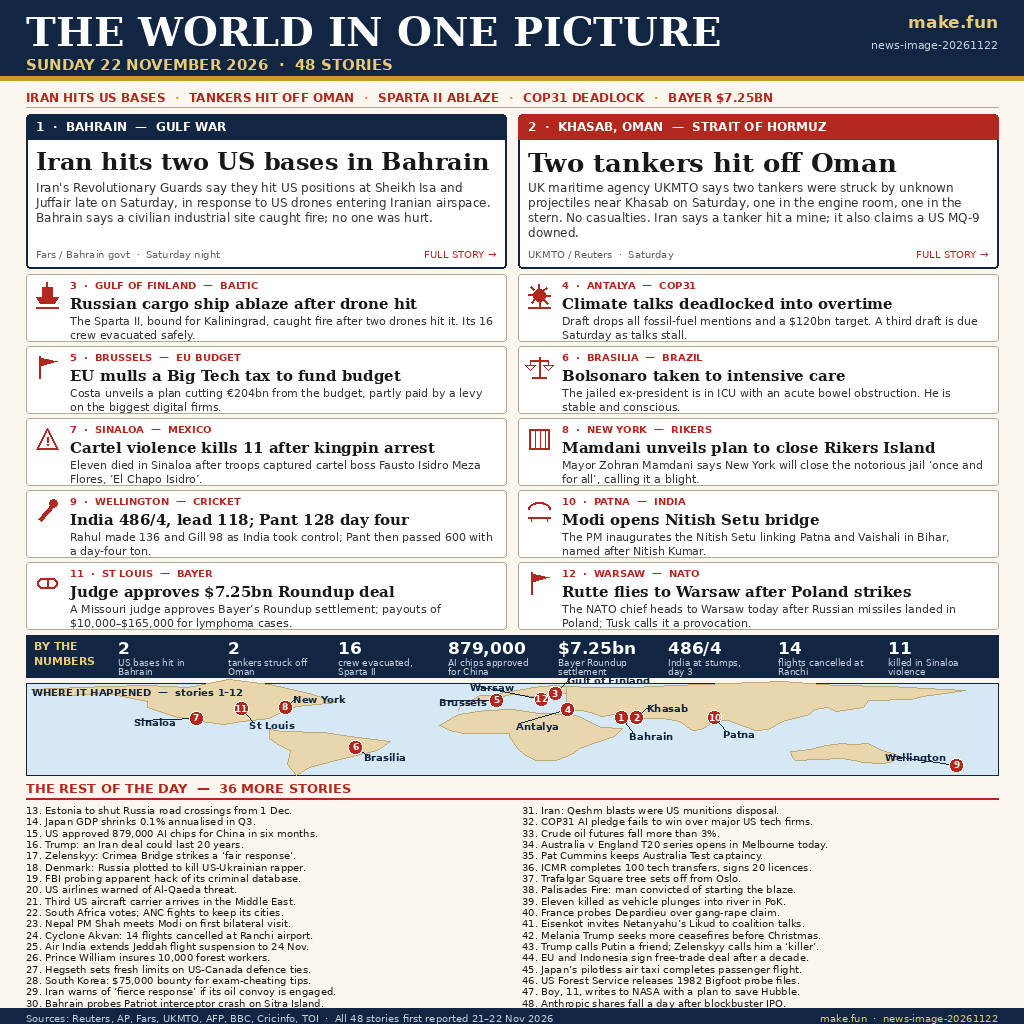 THE WORLD IN ONE PICTURE
make.fun
news-image-20261122
SUNDAY 22 NOVEMBER 2026 · 48 STORIES
IRAN HITS US BASES · TANKERS HIT OFF OMAN · SPARTA II ABLAZE · COP31 DEADLOCK · BAYER $7.25BN
1 · BAHRAIN — GULF WAR
Iran hits two US bases in Bahrain
Iran's Revolutionary Guards say they hit US positions at Sheikh Isa and
Juffair late on Saturday, in response to US drones entering Iranian airspace.
Bahrain says a civilian industrial site caught fire; no one was hurt.
Fars / Bahrain govt · Saturday night
FULL STORY →
2 · KHASAB, OMAN — STRAIT OF HORMUZ
Two tankers hit off Oman
UK maritime agency UKMTO says two tankers were struck by unknown
projectiles near Khasab on Saturday, one in the engine room, one in the
stern. No casualties. Iran says a tanker hit a mine; it also claims a US MQ-9
downed.
UKMTO / Reuters · Saturday
FULL STORY →
3 · GULF OF FINLAND — BALTIC
Russian cargo ship ablaze after drone hit
The Sparta II, bound for Kaliningrad, caught fire after two drones hit it. Its 16
crew evacuated safely.
4 · ANTALYA — COP31
Climate talks deadlocked into overtime
Draft drops all fossil-fuel mentions and a $120bn target. A third draft is due
Saturday as talks stall.
5 · BRUSSELS — EU BUDGET
EU mulls a Big Tech tax to fund budget
Costa unveils a plan cutting €204bn from the budget, partly paid by a levy
on the biggest digital firms.
6 · BRASILIA — BRAZIL
Bolsonaro taken to intensive care
The jailed ex-president is in ICU with an acute bowel obstruction. He is
stable and conscious.
7 · SINALOA — MEXICO
Cartel violence kills 11 after kingpin arrest
Eleven died in Sinaloa after troops captured cartel boss Fausto Isidro Meza
Flores, ‘El Chapo Isidro’.
8 · NEW YORK — RIKERS
Mamdani unveils plan to close Rikers Island
Mayor Zohran Mamdani says New York will close the notorious jail ‘once and
for all’, calling it a blight.
9 · WELLINGTON — CRICKET
India 486/4, lead 118; Pant 128 day four
Rahul made 136 and Gill 98 as India took control; Pant then passed 600 with
a day-four ton.
10 · PATNA — INDIA
Modi opens Nitish Setu bridge
The PM inaugurates the Nitish Setu linking Patna and Vaishali in Bihar,
named after Nitish Kumar.
11 · ST LOUIS — BAYER
Judge approves $7.25bn Roundup deal
A Missouri judge approves Bayer’s Roundup settlement; payouts of
$10,000–$165,000 for lymphoma cases.
12 · WARSAW — NATO
Rutte flies to Warsaw after Poland strikes
The NATO chief heads to Warsaw today after Russian missiles landed in
Poland; Tusk calls it a provocation.
BY THE
NUMBERS
2
US bases hit in
Bahrain
2
tankers struck off
Oman
16
crew evacuated,
Sparta II
879,000
AI chips approved
for China
$7.25bn
Bayer Roundup
settlement
486/4
India at stumps,
day 3
14
flights cancelled at
Ranchi
11
killed in Sinaloa
violence
WHERE IT HAPPENED — stories 1-12
Warsaw
Gulf of Finland
Brussels
5
12
3
New York
8
11
7
Sinaloa
St Louis
4
Antalya
1
2
Khasab
Bahrain
10
Patna
6
Brasilia
Wellington
9
THE REST OF THE DAY — 36 MORE STORIES
13. Estonia to shut Russia road crossings from 1 Dec.
14. Japan GDP shrinks 0.1% annualised in Q3.
15. US approved 879,000 AI chips for China in six months.
16. Trump: an Iran deal could last 20 years.
17. Zelenskyy: Crimea Bridge strikes a ‘fair response’.
18. Denmark: Russia plotted to kill US-Ukrainian rapper.
19. FBI probing apparent hack of its criminal database.
20. US airlines warned of Al-Qaeda threat.
21. Third US aircraft carrier arrives in the Middle East.
22. South Africa votes; ANC fights to keep its cities.
23. Nepal PM Shah meets Modi on first bilateral visit.
24. Cyclone Akvan: 14 flights cancelled at Ranchi airport.
25. Air India extends Jeddah flight suspension to 24 Nov.
26. Prince William insures 10,000 forest workers.
27. Hegseth sets fresh limits on US-Canada defence ties.
28. South Korea: $75,000 bounty for exam-cheating tips.
29. Iran warns of ‘fierce response’ if its oil convoy is engaged.
30. Bahrain probes Patriot interceptor crash on Sitra Island.
31. Iran: Qeshm blasts were US munitions disposal.
32. COP31 AI pledge fails to win over major US tech firms.
33. Crude oil futures fall more than 3%.
34. Australia v England T20 series opens in Melbourne today.
35. Pat Cummins keeps Australia Test captaincy.
36. ICMR completes 100 tech transfers, signs 20 licences.
37. Trafalgar Square tree sets off from Oslo.
38. Palisades Fire: man convicted of starting the blaze.
39. Eleven killed as vehicle plunges into river in PoK.
40. France probes Depardieu over gang-rape claim.
41. Eisenkot invites Netanyahu’s Likud to coalition talks.
42. Melania Trump seeks more ceasefires before Christmas.
43. Trump calls Putin a friend; Zelenskyy calls him a ‘killer’.
44. EU and Indonesia sign free-trade deal after a decade.
45. Japan’s pilotless air taxi completes passenger flight.
46. US Forest Service releases 1982 Bigfoot probe files.
47. Boy, 11, writes to NASA with a plan to save Hubble.
48. Anthropic shares fall a day after blockbuster IPO.
Sources: Reuters, AP, Fars, UKMTO, AFP, BBC, Cricinfo, TOI · All 48 stories first reported 21–22 Nov 2026
make.fun · news-image-20261122